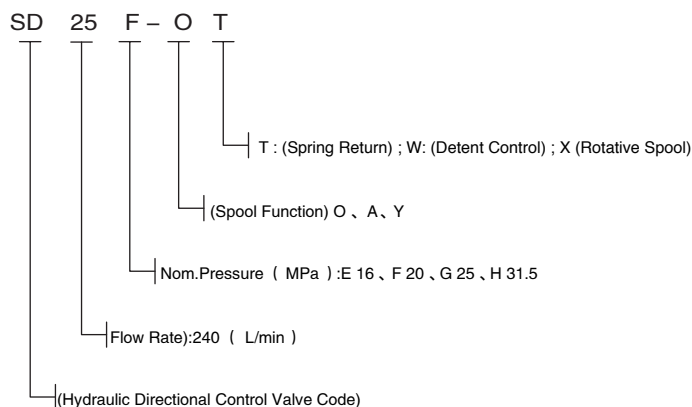 SD 25 F – O T
T : (Spring Return) ; W: (Detent Control) ; X (Rotative Spool)
(Spool Function) O 、A、Y
Nom.Pressure ( MPa ):E 16 、F 20 、G 25 、H 31.5
Flow Rate):240 ( L/min )
(Hydraulic Directional Control Valve Code)